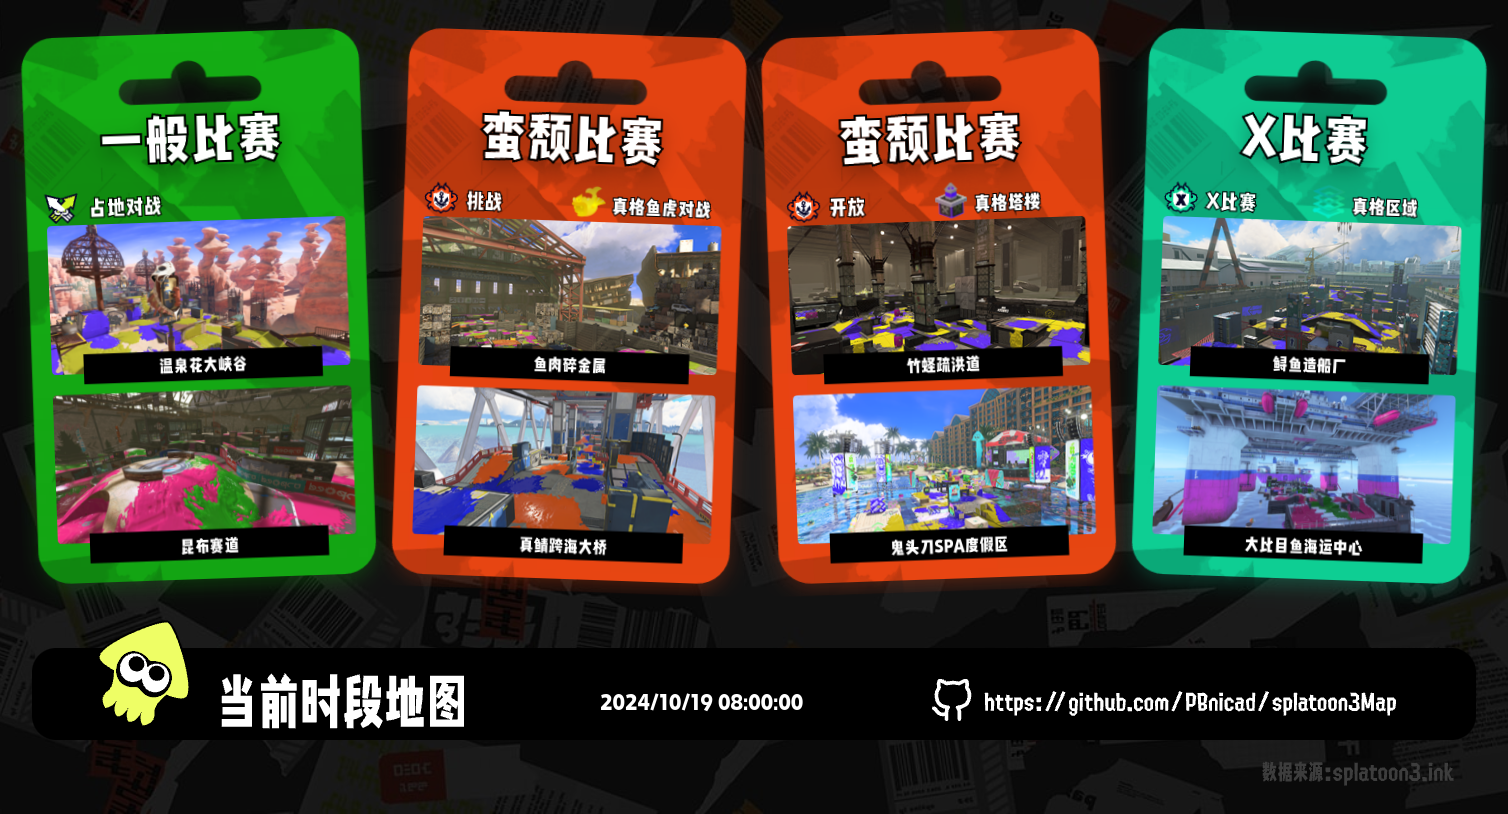 一般比赛
占地对战
温泉花大峡谷
昆布赛道
蛮颓比赛
挑战
真格鱼虎对战
鱼肉碎金属
真鲭跨海大桥
蛮颓比赛
开放
真格塔楼
竹蛏疏洪道
鬼头刀SPA度假区
X比赛
X比赛
真格区域
鲟鱼造船厂
大比目鱼海运中心
当前时段地图
2024/10/19 08:00:00
https://github.com/PBnicad/splatoon3Map
数据来源:splatoon3.ink